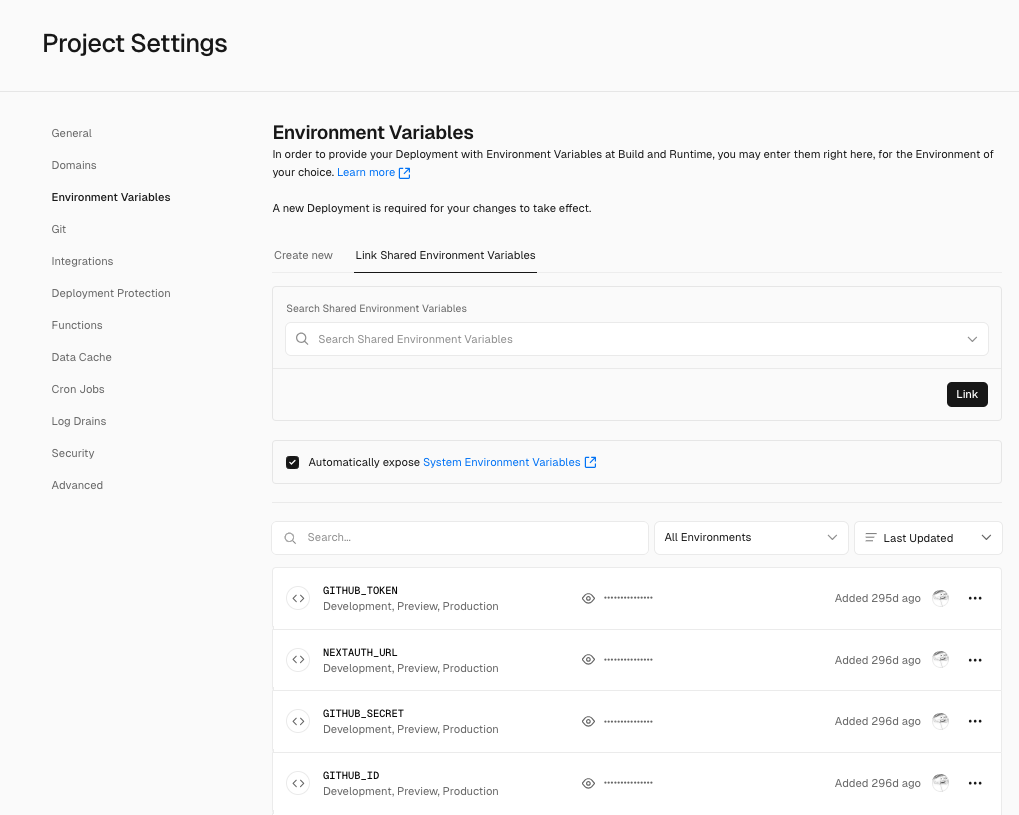 Project Settings
General
Domains
Environment Variables
Git
Integrations
Deployment Protection
Functions
Data Cache
Cron Jobs
Log Drains
Security
Advanced
Environment Variables
In order to provide your Deployment with Environment Variables at Build and Runtime, you may enter them right here, for the Environment of
your choice. Learn more
A new Deployment is required for your changes to take effect.
Create new
Link Shared Environment Variables
Search Shared Environment Variables
Search Shared Environment Variables
Link
Automatically expose System Environment Variables
Search...
All Environments
Last Updated
GITHUB_TOKEN
Development, Preview, Production
•••••••••••••••
Added 295d ago
NEXTAUTH_URL
Development, Preview, Production
•••••••••••••••
Added 296d ago
GITHUB_SECRET
Development, Preview, Production
•••••••••••••••
Added 296d ago
GITHUB_ID
Development, Preview, Production
•••••••••••••••
Added 296d ago